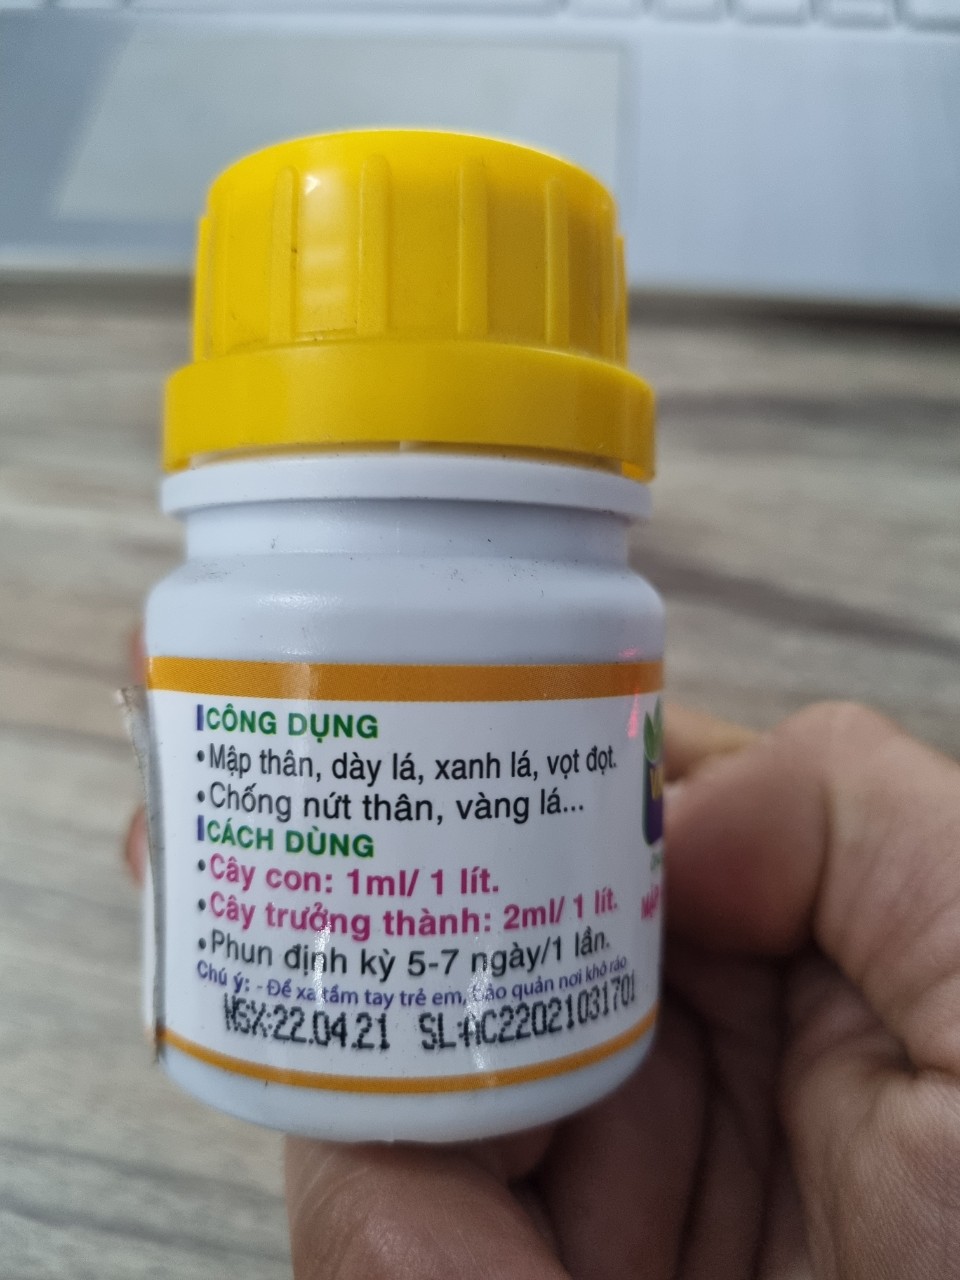 CÔNG DỤNG
•Mập thân, dày lá, xanh lá, vọt đọt.
•Chống nứt thân, vàng lá...
CÁCH DÙNG
•Cây con: 1ml/ 1 lít.
•Cây trưởng thành: 2ml/ 1 lít.
•Phun định kỳ 5-7 ngày/1 lần.
Chú ý: - Để xa tầm tay trẻ em, bảo quản nơi khô ráo
NSX:22.04.21 SL:AC22021031701